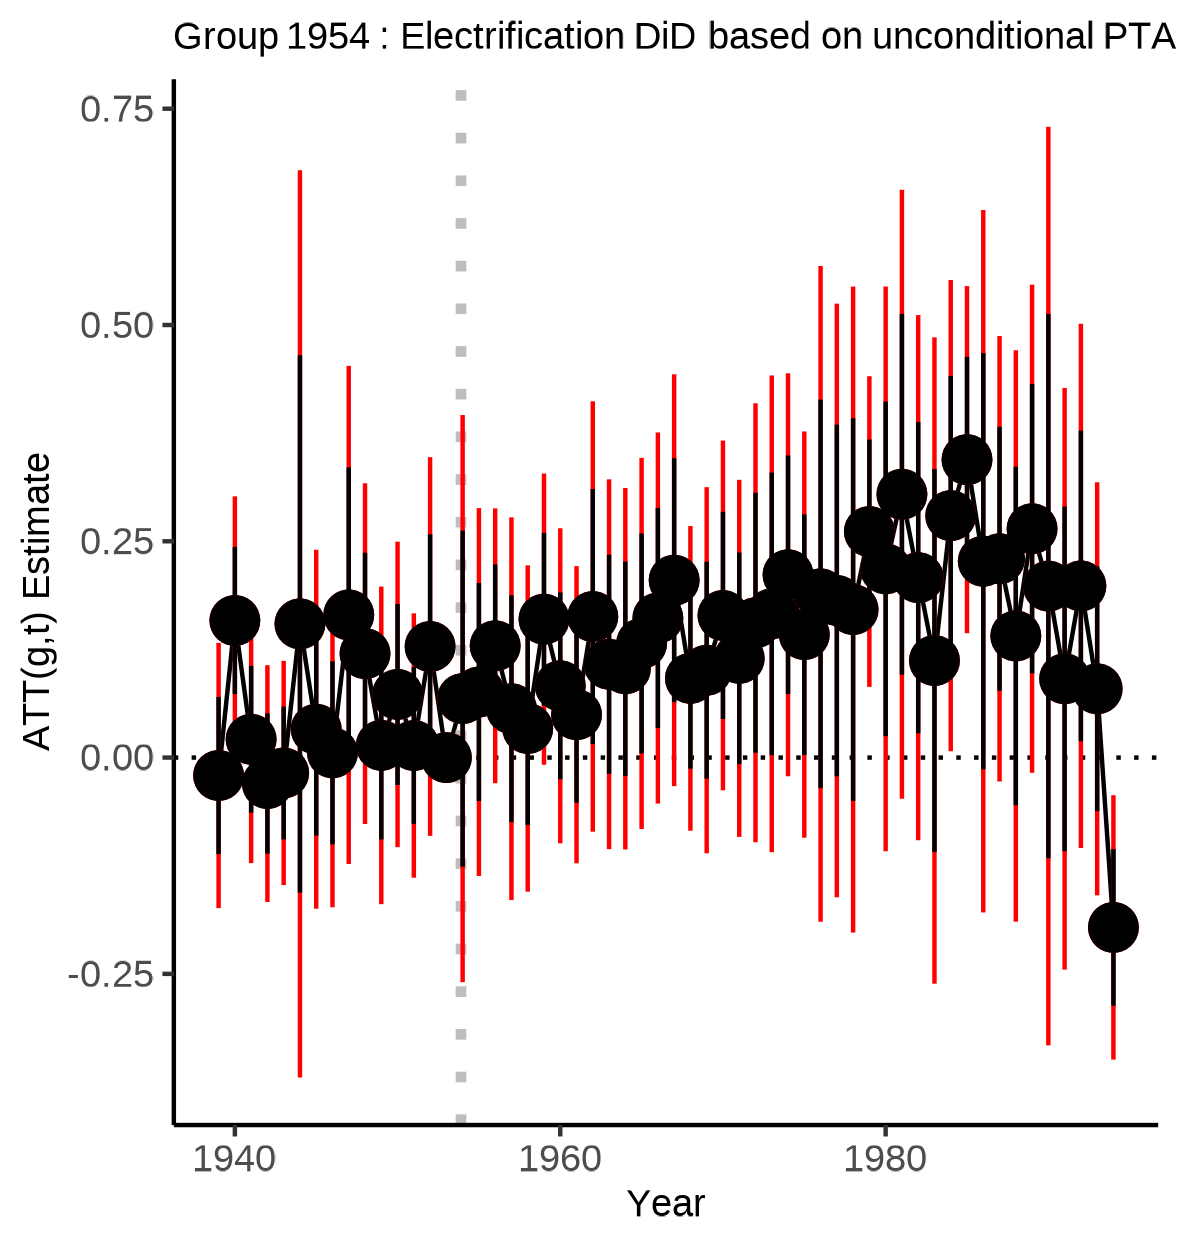 Group 1954 : Electrification DiD based on unconditional PTA
0.75
0.50
0.25
0.00
-0.25
ATT(g,t) Estimate
1940
1960
1980
Year